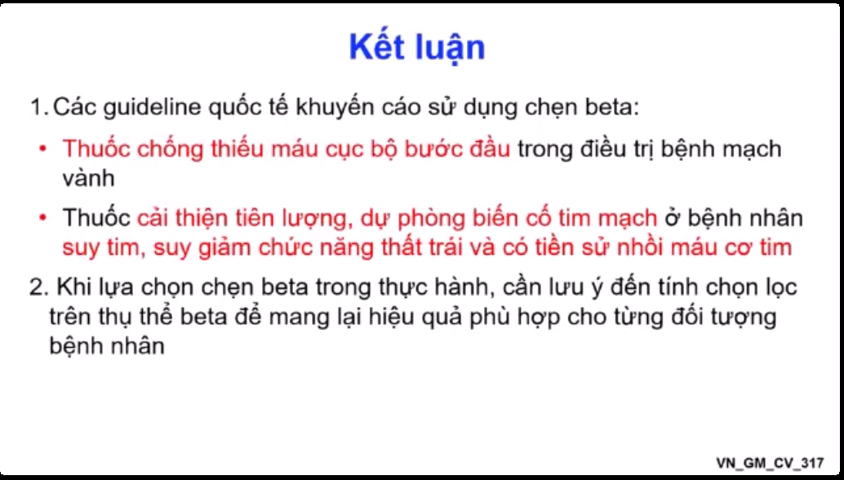 Kết luận
1. Các guideline quốc tế khuyến cáo sử dụng chẹn beta:
• Thuốc chống thiếu máu cục bộ bước đầu trong điều trị bệnh mạch
vành
• Thuốc cải thiện tiên lượng, dự phòng biến cố tim mạch ở bệnh nhân
suy tim, suy giảm chức năng thất trái và có tiền sử nhồi máu cơ tim
2. Khi lựa chọn chẹn beta trong thực hành, cần lưu ý đến tính chọn lọc
trên thụ thể beta để mang lại hiệu quả phù hợp cho từng đối tượng
bệnh nhân
VN_GM_CV_317